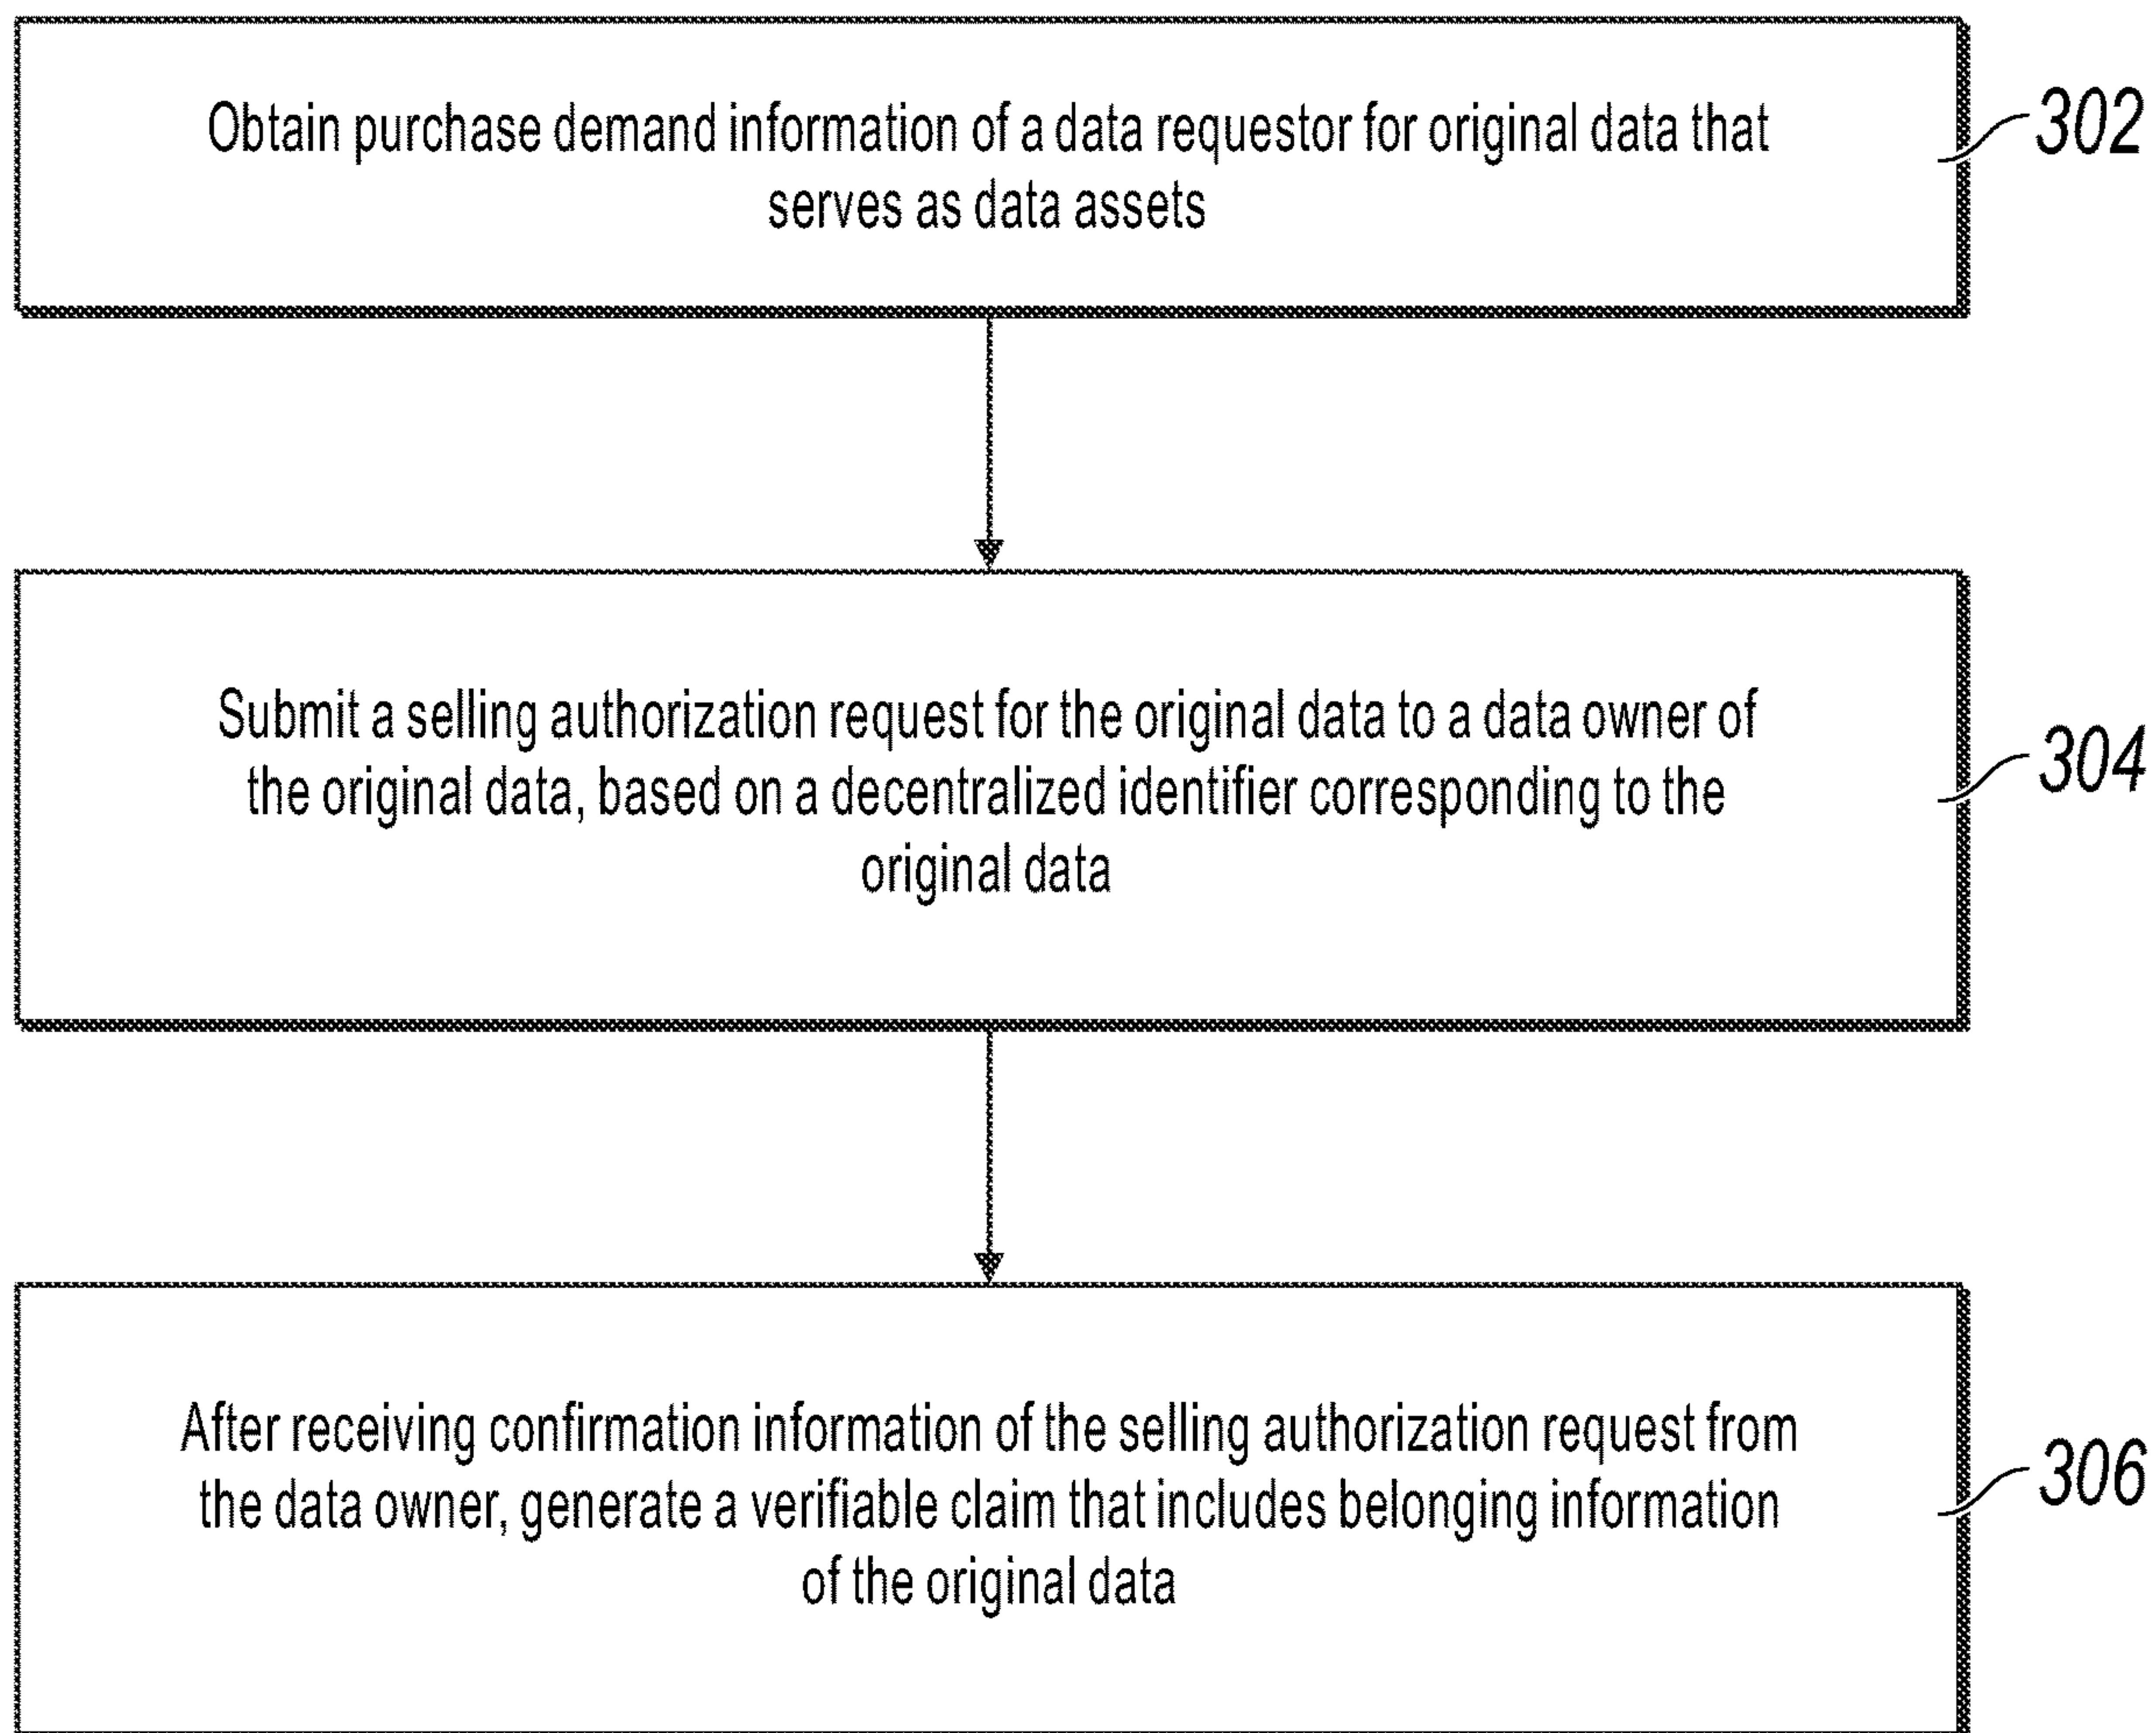 Obtain purchase demand information of a data requestor for original data that
serves as data assets
302
Submit a selling authorization request for the original data to a data owner of
the original data, based on a decentralized identifier corresponding to the
original data
304
After receiving confirmation information of the selling authorization request from
the data owner, generate a verifiable claim that includes belonging information
of the original data
306